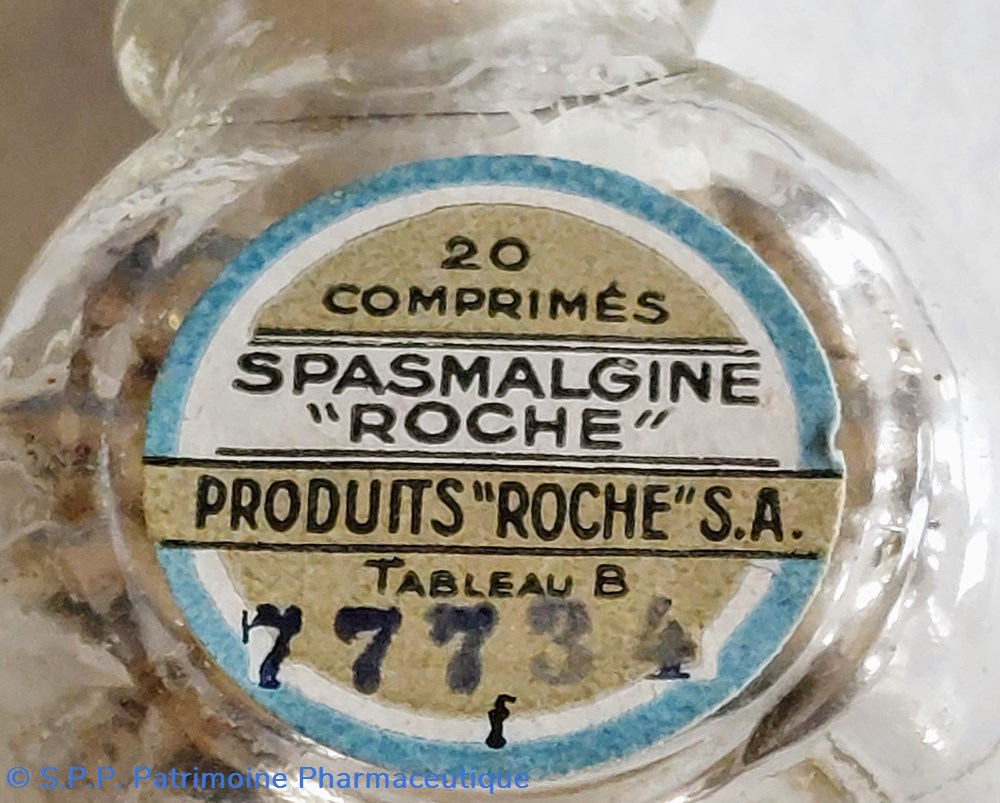 20
COMPRIMÉS
SPASMALGINE
"ROCHE"
PRODUITS "ROCHE" S.A.
TABLEAU B
77734
f
© S.P.P. Patrimoine Pharmaceutique